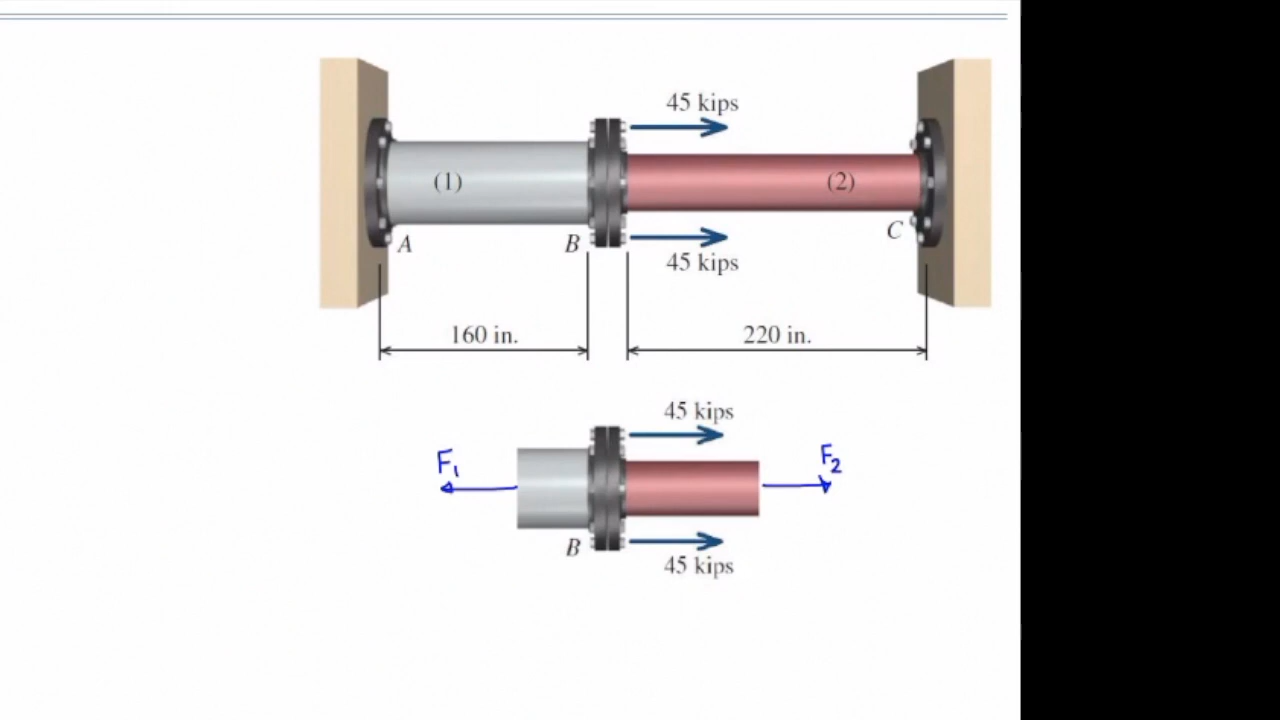 45 kips
(1) (2)
A B C
45 kips
160 in. 220 in.
45 kips
F₁ F₂
B
45 kips